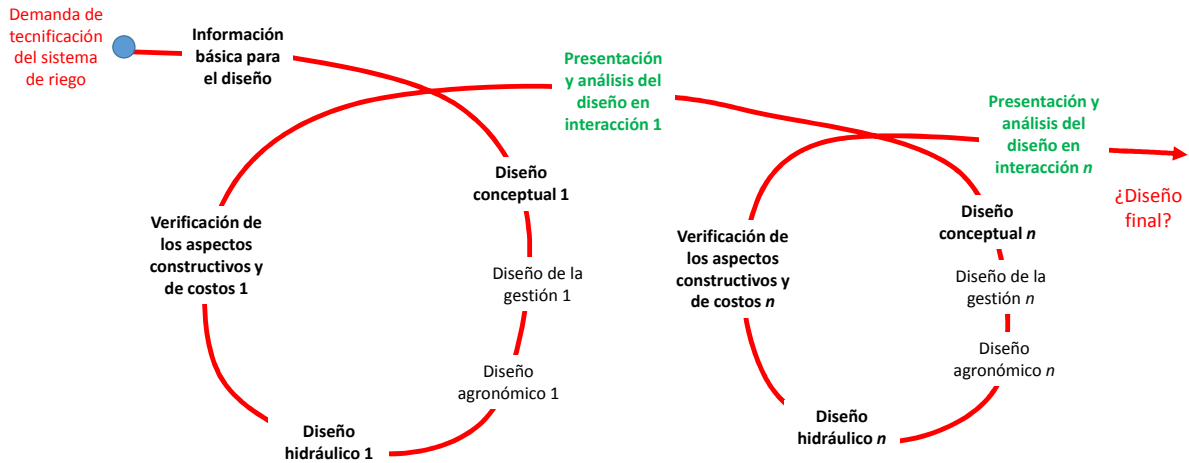 Demanda de
tecnificación
del sistema
de riego
Información
básica para
el diseño
Diseño
conceptual 1
Diseño de la
gestión 1
Diseño
agronómico 1
Diseño
hidráulico 1
Verificación de
los aspectos
constructivos y
de costos 1
Presentación
y análisis del
diseño en
interacción 1
Diseño
conceptual n
Diseño de la
gestión n
Diseño
agronómico n
Diseño
hidráulico n
Verificación de
los aspectos
constructivos y
de costos n
Presentación y
análisis del
diseño en
interacción n
¿Diseño
final?